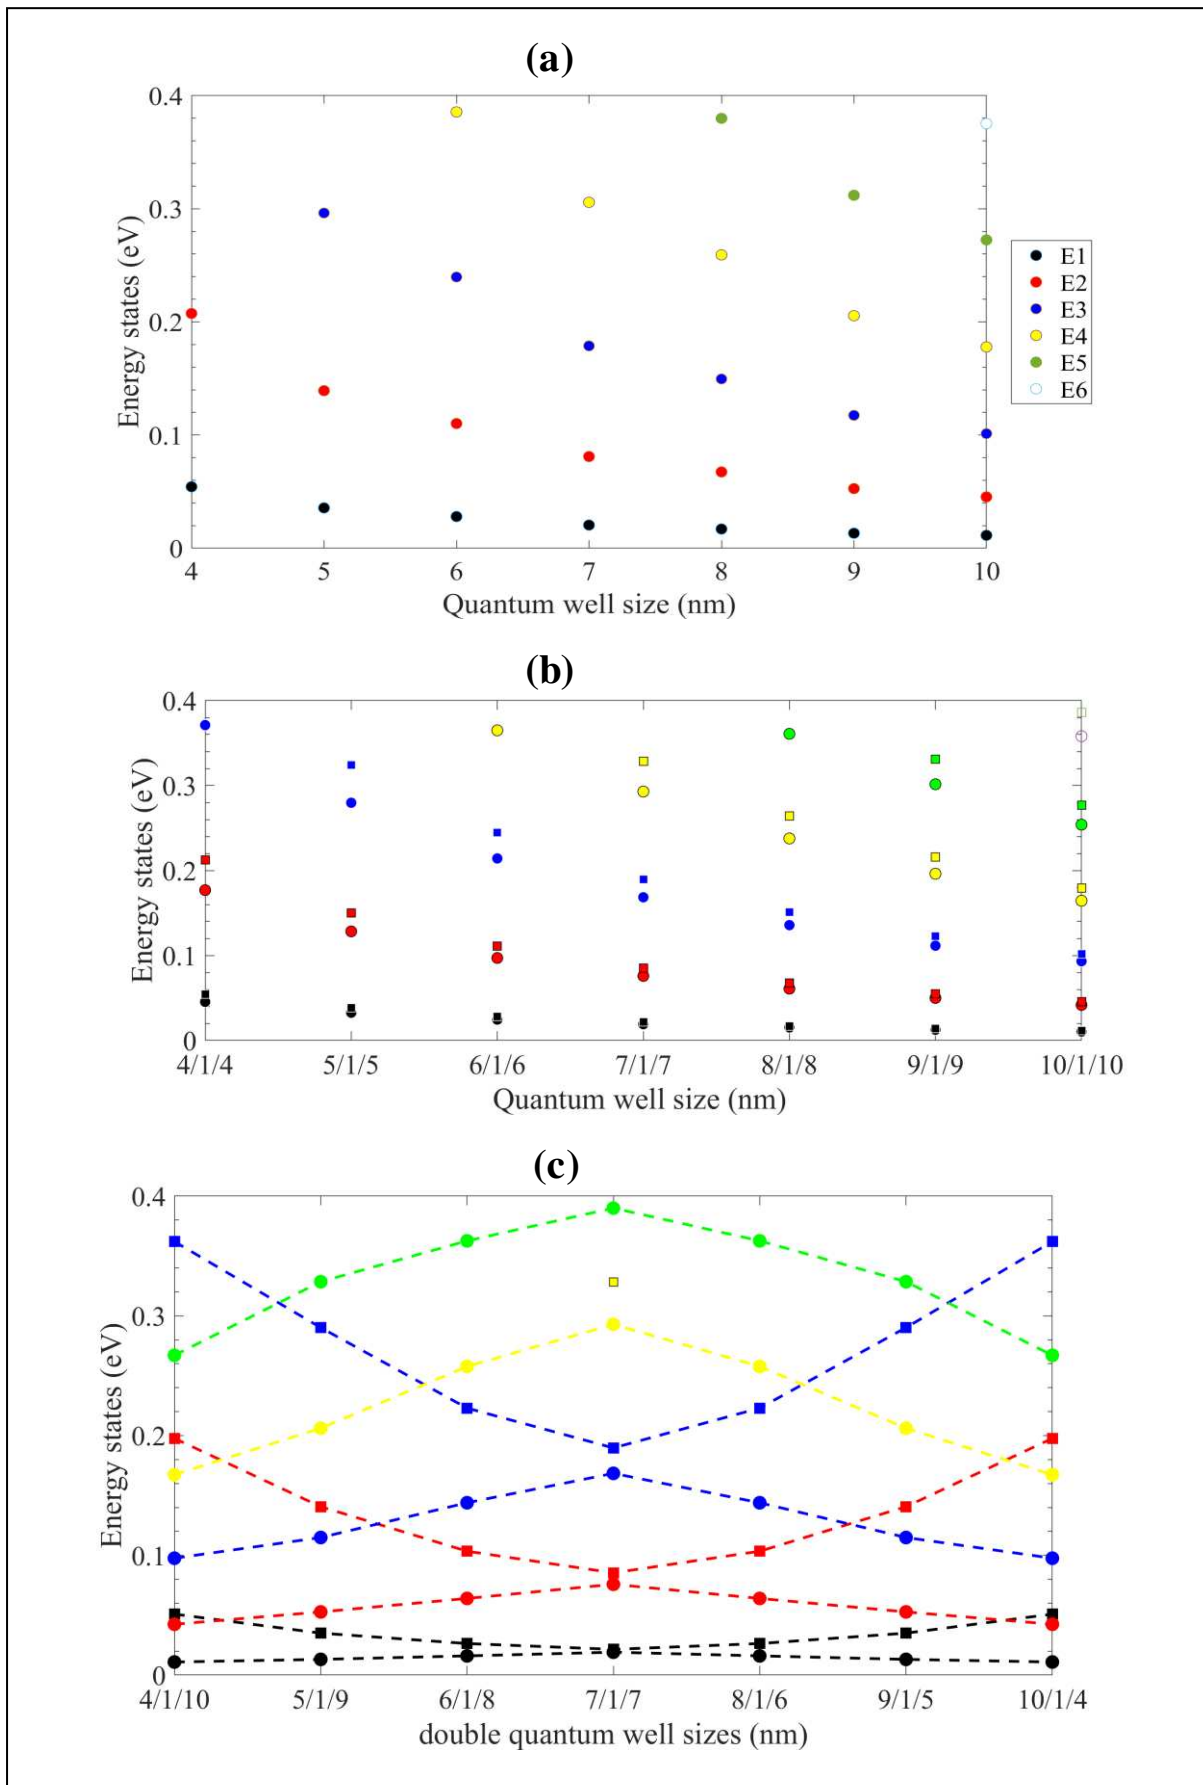 (a)
Energy states (eV)
0.4
0.3
0.2
0.1
0
4 5 6 7 8 9 10
Quantum well size (nm)
E1
E2
E3
E4
E5
E6
(b)
Energy states (eV)
0.4
0.3
0.2
0.1
0
4/1/4 5/1/5 6/1/6 7/1/7 8/1/8 9/1/9 10/1/10
Quantum well size (nm)
(c)
Energy states (eV)
0.4
0.3
0.2
0.1
0
4/1/10 5/1/9 6/1/8 7/1/7 8/1/6 9/1/5 10/1/4
double quantum well sizes (nm)